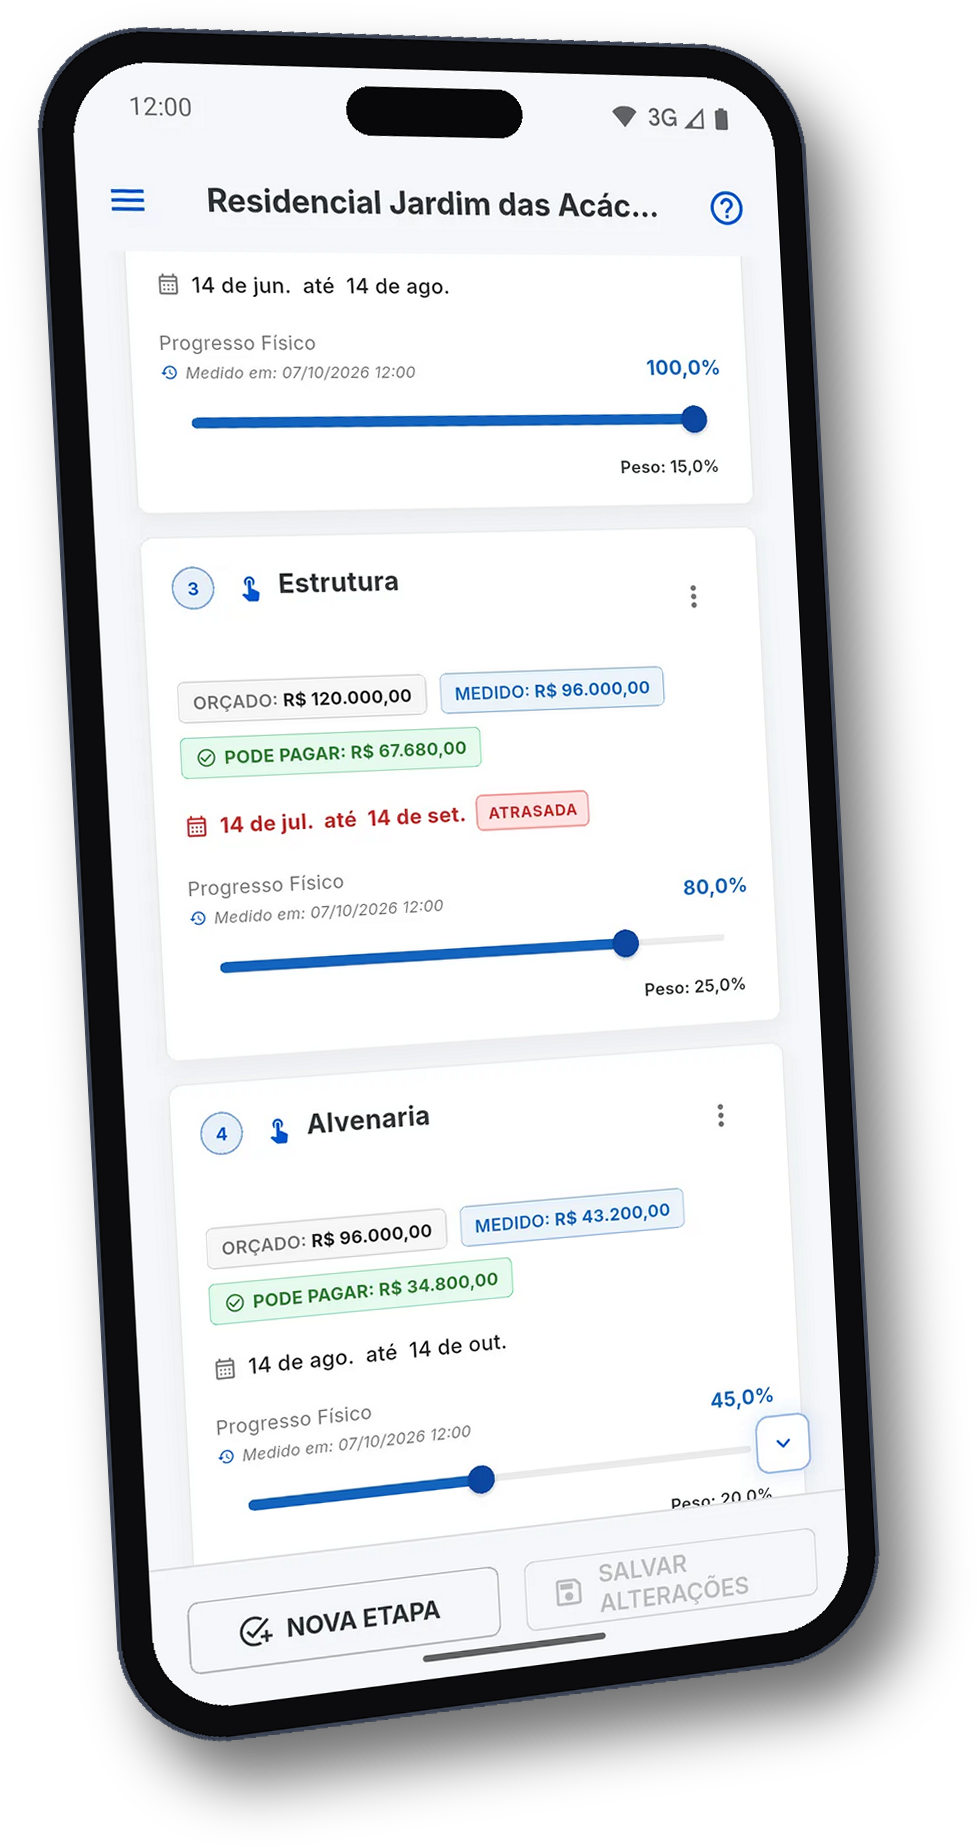 12:00 3G
Residencial Jardim das Acác...
14 de jun. até 14 de ago.
Progresso Físico
Medido em: 07/10/2026 12:00
100,0%
Peso: 15,0%
3 Estrutura
ORÇADO: R$ 120.000,00 MEDIDO: R$ 96.000,00
PODE PAGAR: R$ 67.680,00
14 de jul. até 14 de set. ATRASADA
Progresso Físico
80,0%
Medido em: 07/10/2026 12:00
Peso: 25,0%
4 Alvenaria
ORÇADO: R$ 96.000,00 MEDIDO: R$ 43.200,00
PODE PAGAR: R$ 34.800,00
14 de ago. até 14 de out.
Progresso Físico
45,0%
Medido em: 07/10/2026 12:00
Peso: 20,0%
NOVA ETAPA
SALVAR
ALTERAÇÕES